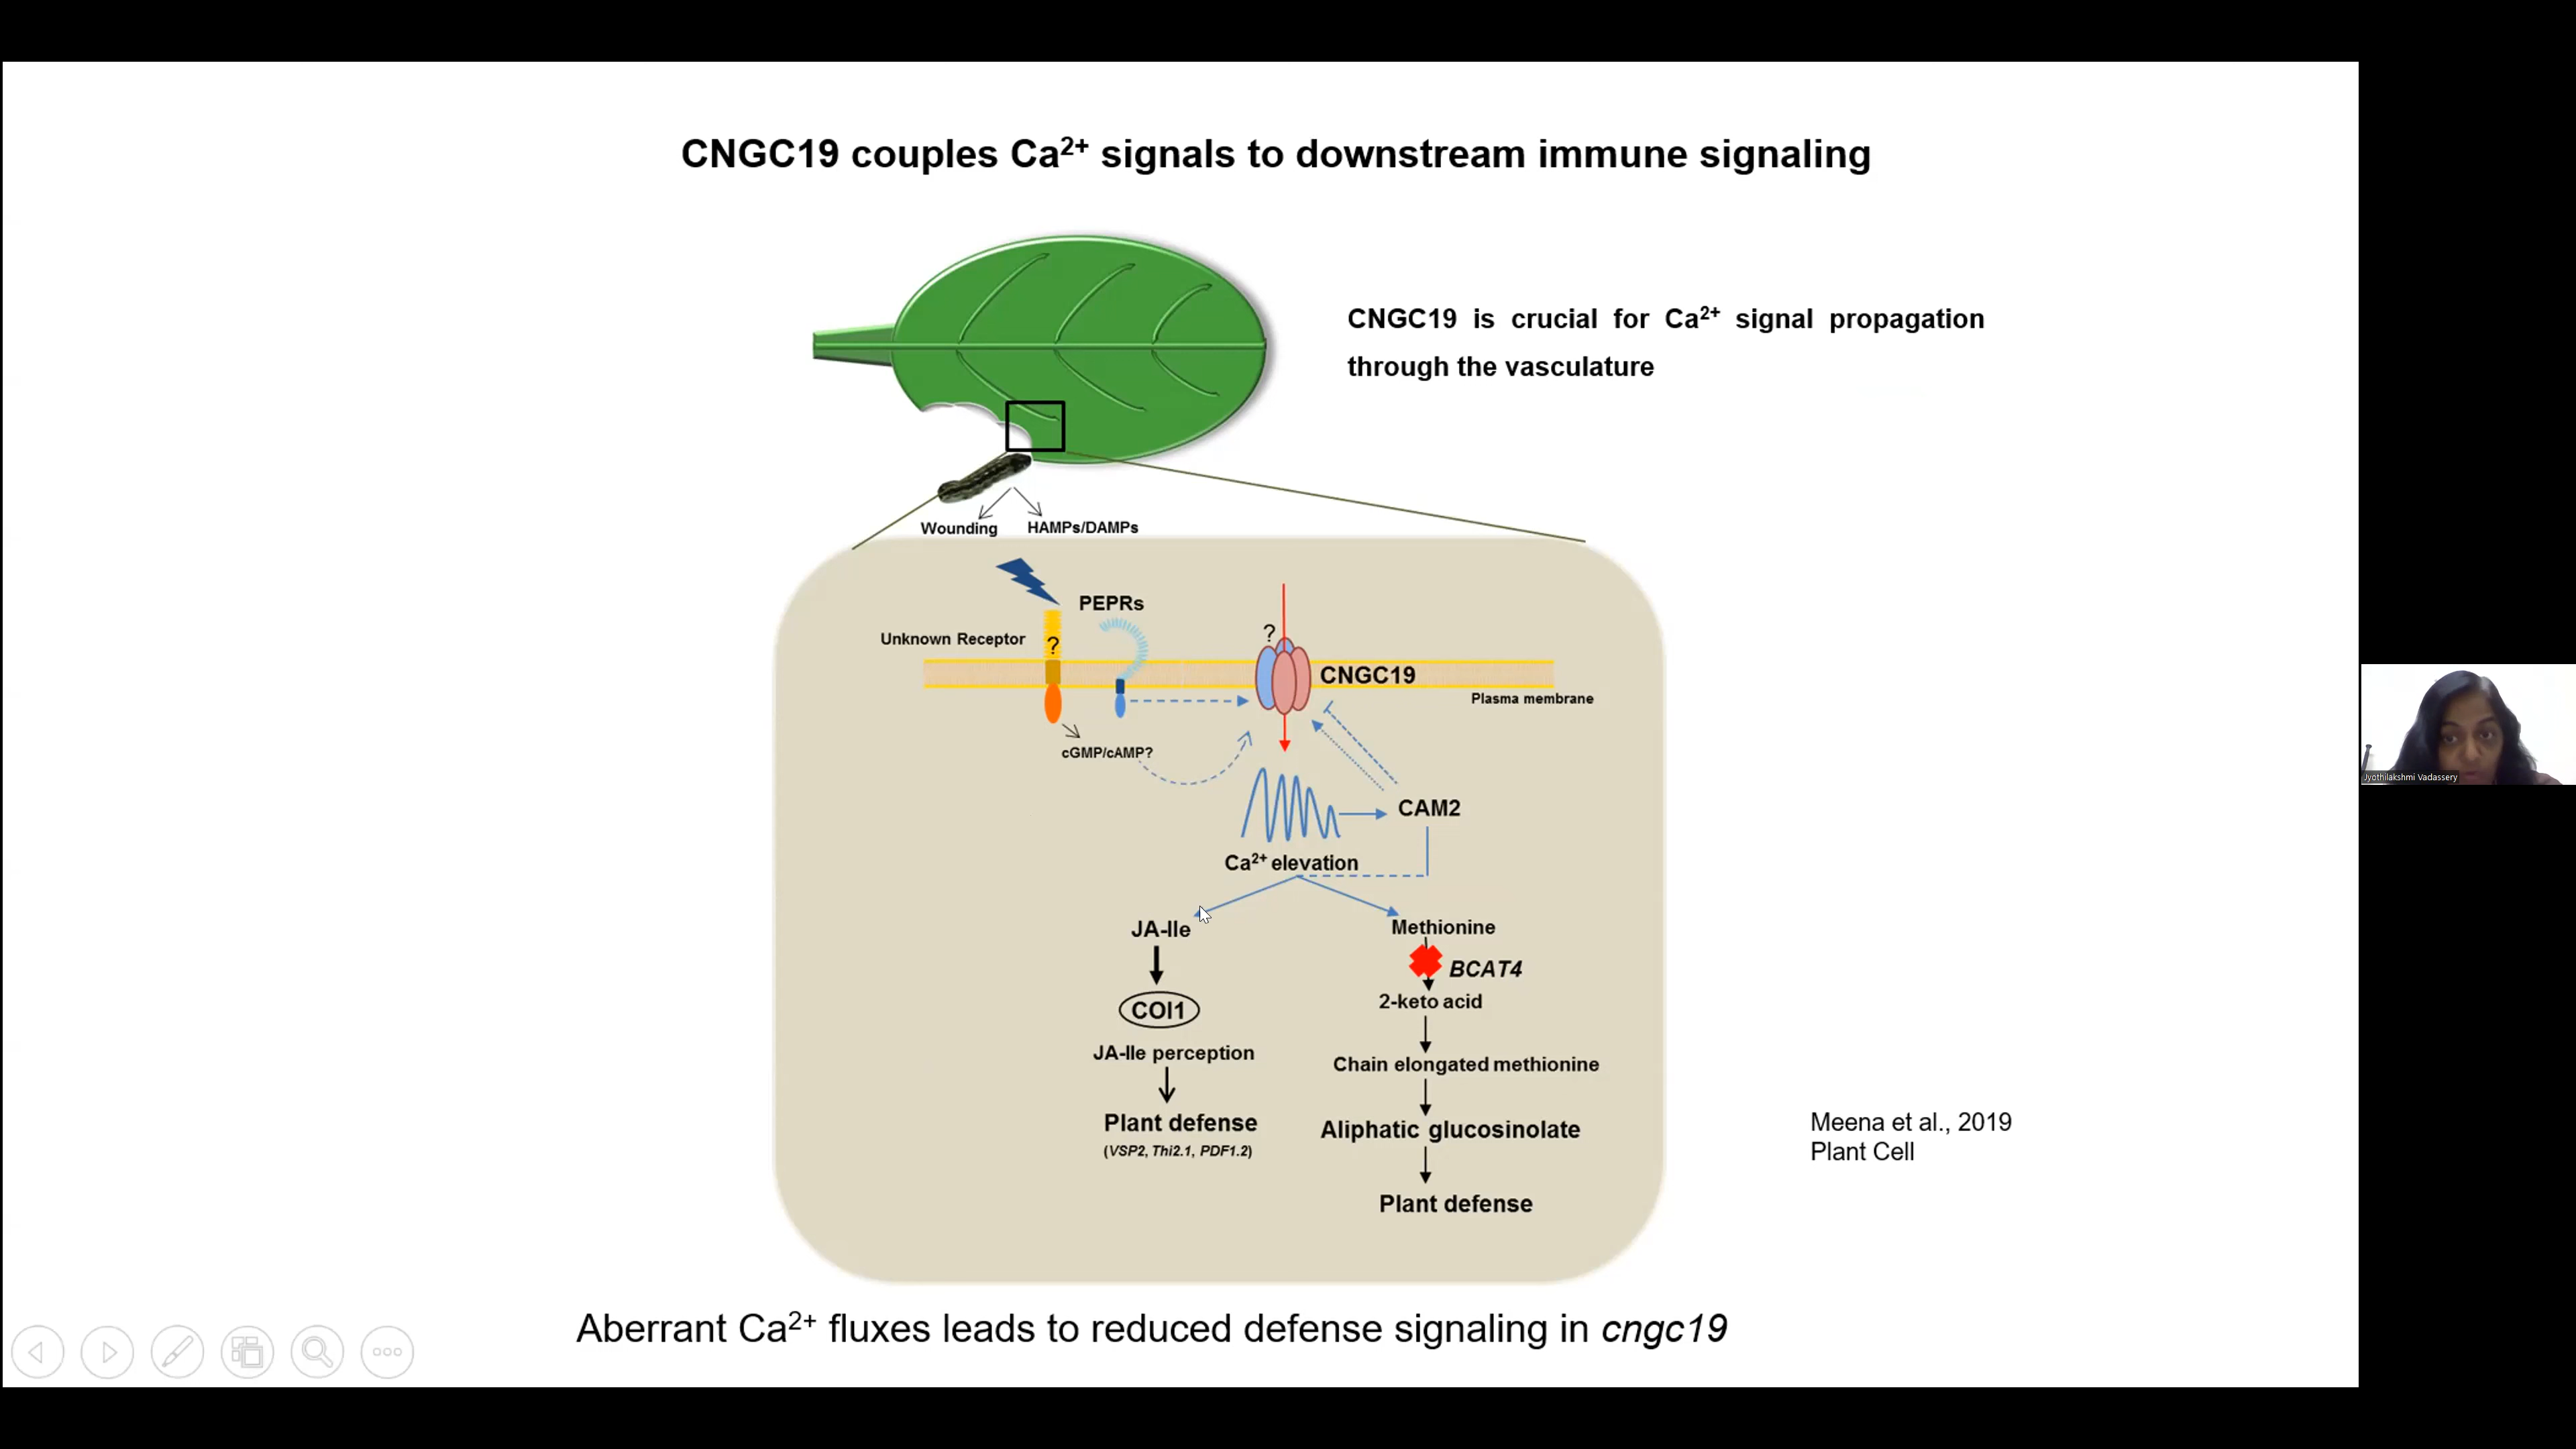 CNGC19 couples Ca²⁺ signals to downstream immune signaling
CNGC19 is crucial for Ca²⁺ signal propagation
through the vasculature
Wounding
HAMPs/DAMPs
PEPRs
Unknown Receptor
?
?
CNGC19
Plasma membrane
cGMP/cAMP?
CAM2
Ca²⁺ elevation
JA-Ile
Methionine
BCAT4
COI1
2-keto acid
JA-Ile perception
Chain elongated methionine
Plant defense
(VSP2, Thi2.1, PDF1.2)
Aliphatic glucosinolate
Plant defense
Meena et al., 2019
Plant Cell
Aberrant Ca²⁺ fluxes leads to reduced defense signaling in cngc19
Jyothilakshmi Vadassery